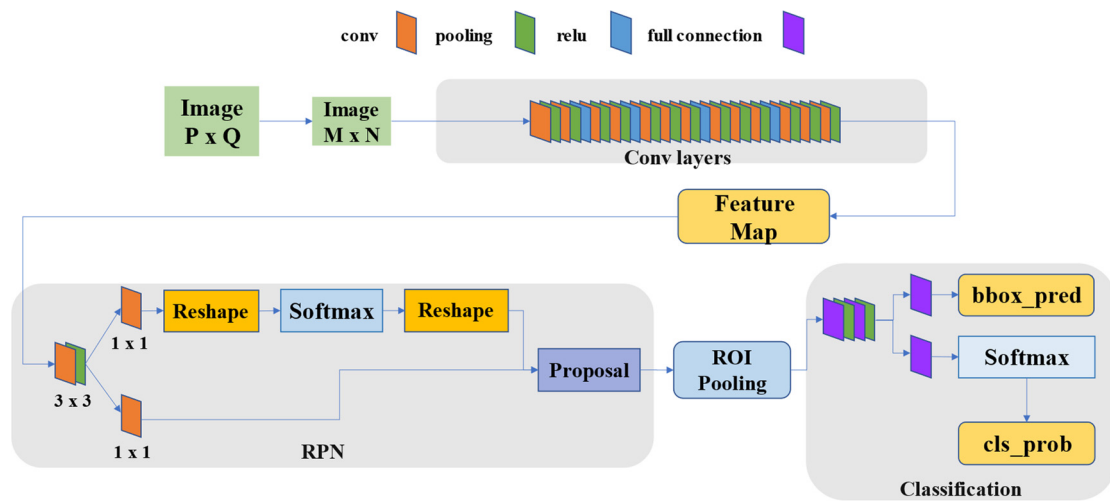 conv pooling relu full connection
Image
P x Q
Image
M x N
Conv layers
Feature
Map
Reshape
Softmax
Reshape
1 x 1
3 x 3
1 x 1
Proposal
RPN
ROI
Pooling
bbox_pred
Softmax
cls_prob
Classification